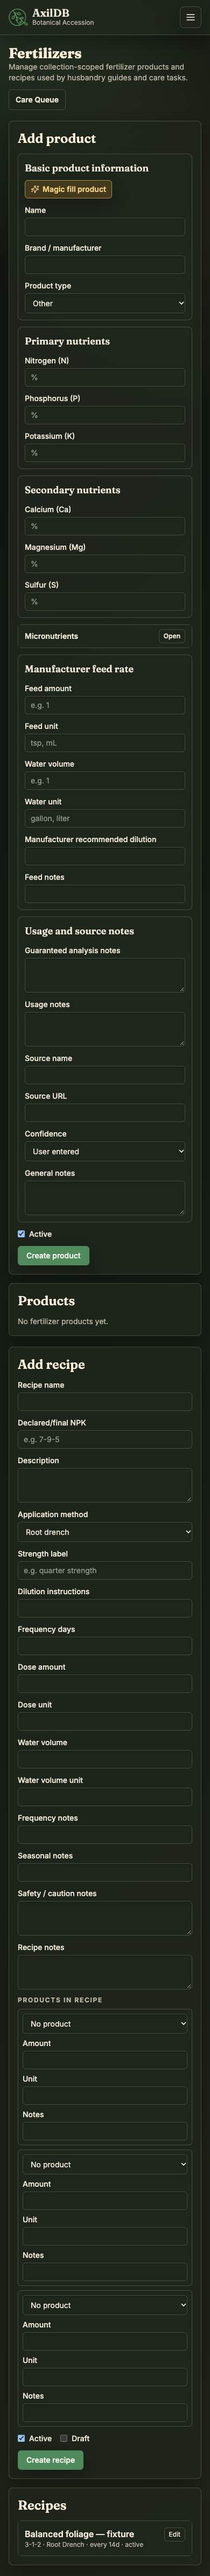 AxilDB
Botanical Accession
Fertilizers
Manage collection-scoped fertilizer products and
recipes used by husbandry guides and care tasks.
Care Queue
Add product
Basic product information
Magic fill product
Name
Brand / manufacturer
Product type
Other
Primary nutrients
Nitrogen (N)
%
Phosphorus (P)
%
Potassium (K)
%
Secondary nutrients
Calcium (Ca)
%
Magnesium (Mg)
%
Sulfur (S)
%
Micronutrients
Open
Manufacturer feed rate
Feed amount
e.g. 1
Feed unit
tsp, mL
Water volume
e.g. 1
Water unit
gallon, liter
Manufacturer recommended dilution
Feed notes
Usage and source notes
Guaranteed analysis notes
Usage notes
Source name
Source URL
Confidence
User entered
General notes
Active
Create product
Products
No fertilizer products yet.
Add recipe
Recipe name
Declared/final NPK
e.g. 7-9-5
Description
Application method
Root drench
Strength label
e.g. quarter strength
Dilution instructions
Frequency days
Dose amount
Dose unit
Water volume
Water volume unit
Frequency notes
Seasonal notes
Safety / caution notes
Recipe notes
PRODUCTS IN RECIPE
No product
Amount
Unit
Notes
No product
Amount
Unit
Notes
No product
Amount
Unit
Notes
Active Draft
Create recipe
Recipes
Balanced foliage — fixture
Edit
3-1-2 · Root Drench · every 14d · active